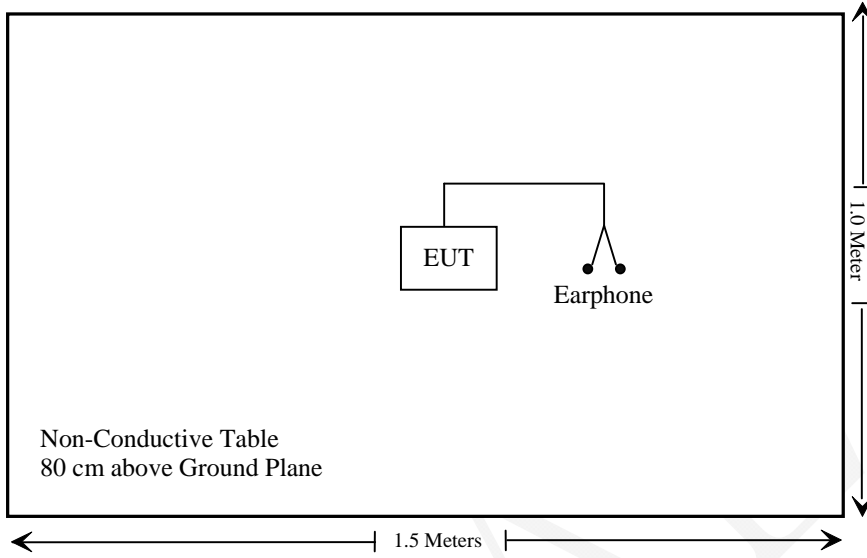 EUT
Earphone
1.0 Meter
Non-Conductive Table
80 cm above Ground Plane
1.5 Meters